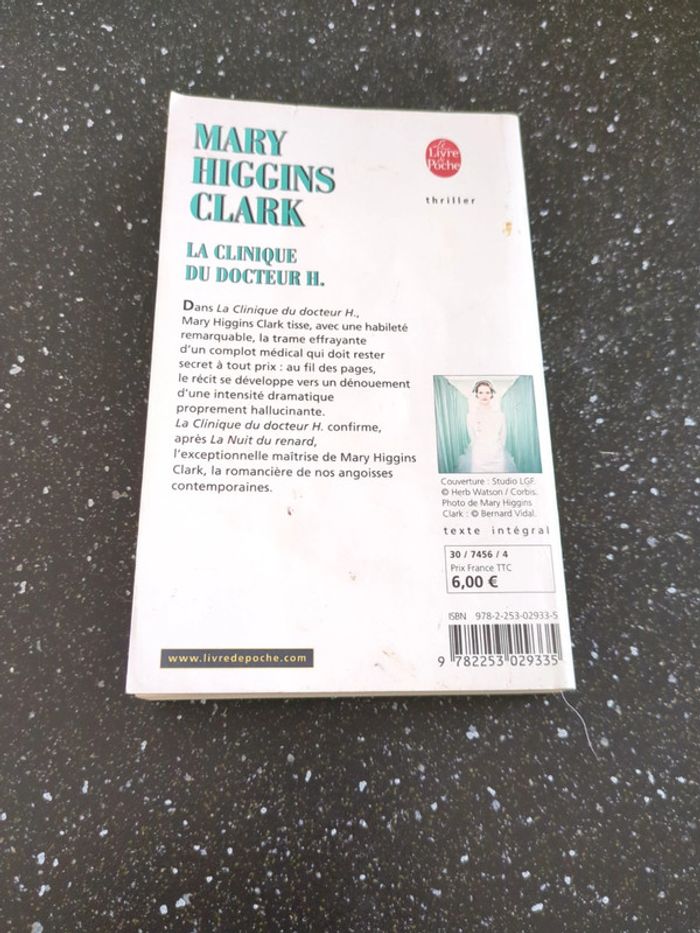 MARY
HIGGINS
CLARK
Le
Livre
de
Poche
thriller
LA CLINIQUE
DU DOCTEUR H.
Dans La Clinique du docteur H.,
Mary Higgins Clark tisse, avec une habileté
remarquable, la trame effrayante
d'un complot médical qui doit rester
secret à tout prix : au fil des pages,
le récit se développe vers un dénouement
d'une intensité dramatique
proprement hallucinante.
La Clinique du docteur H. confirme,
après La Nuit du renard,
l'exceptionnelle maîtrise de Mary Higgins
Clark, la romancière de nos angoisses
contemporaines.
Couverture : Studio LGF.
© Herb Watson / Corbis.
Photo de Mary Higgins
Clark : © Bernard Vidal.
texte intégral
30 / 7456 / 4
Prix France TTC
6,00 €
ISBN 978-2-253-02933-5
9 782253 029335
www.livredepoche.com